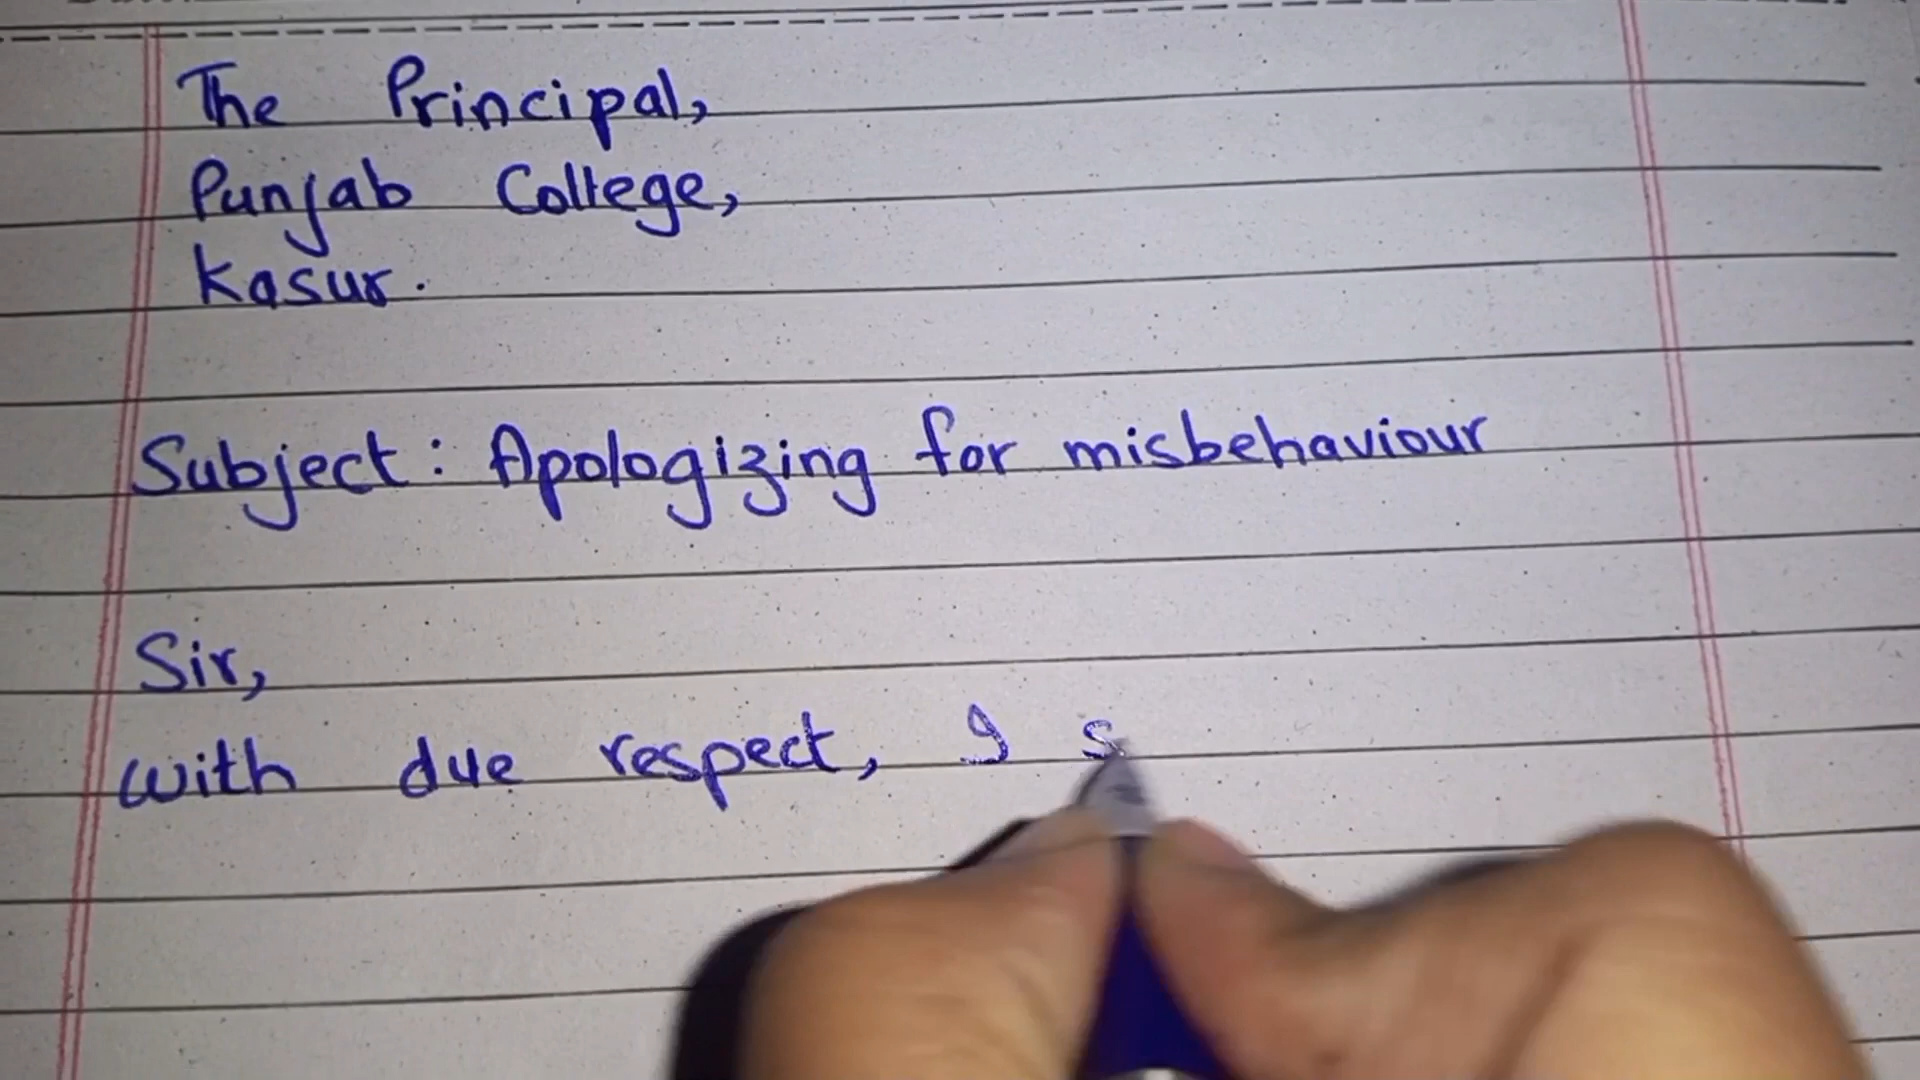 The Principal,
Punjab College,
Kasur.
Subject: Apologizing for misbehaviour
Sir,
with due respect, I s